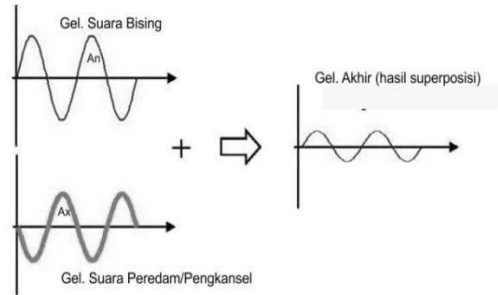 Gel. Suara Bising
An
Gel. Akhir (hasil superposisi)
+
Ax
Gel. Suara Peredam/Pengkansel